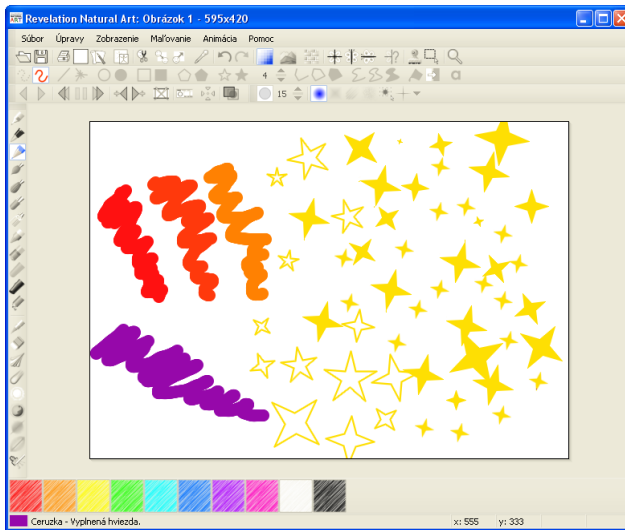 Revelation Natural Art: Obrázok 1 - 595x420
Súbor Úpravy Zobrazenie Maľovanie Animácia Pomoc
4
15
Ceruzka - Vyplnená hviezda. x: 555 y: 333